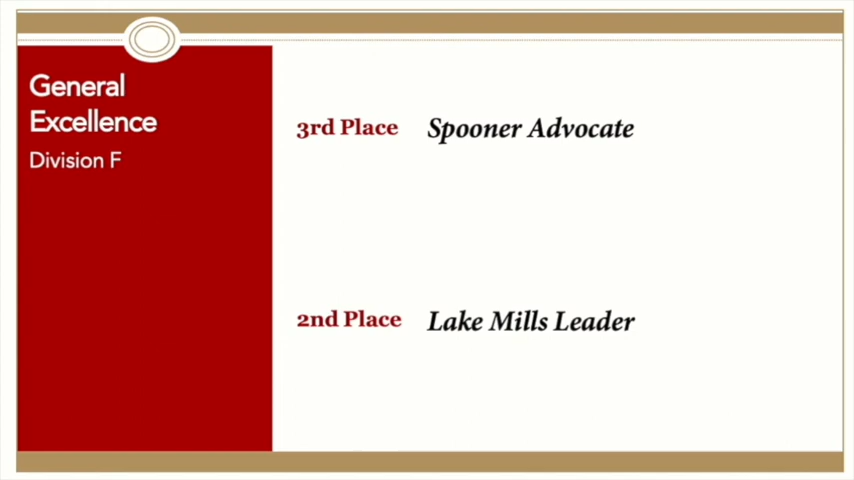 General
Excellence
Division F
3rd Place Spooner Advocate
2nd Place Lake Mills Leader